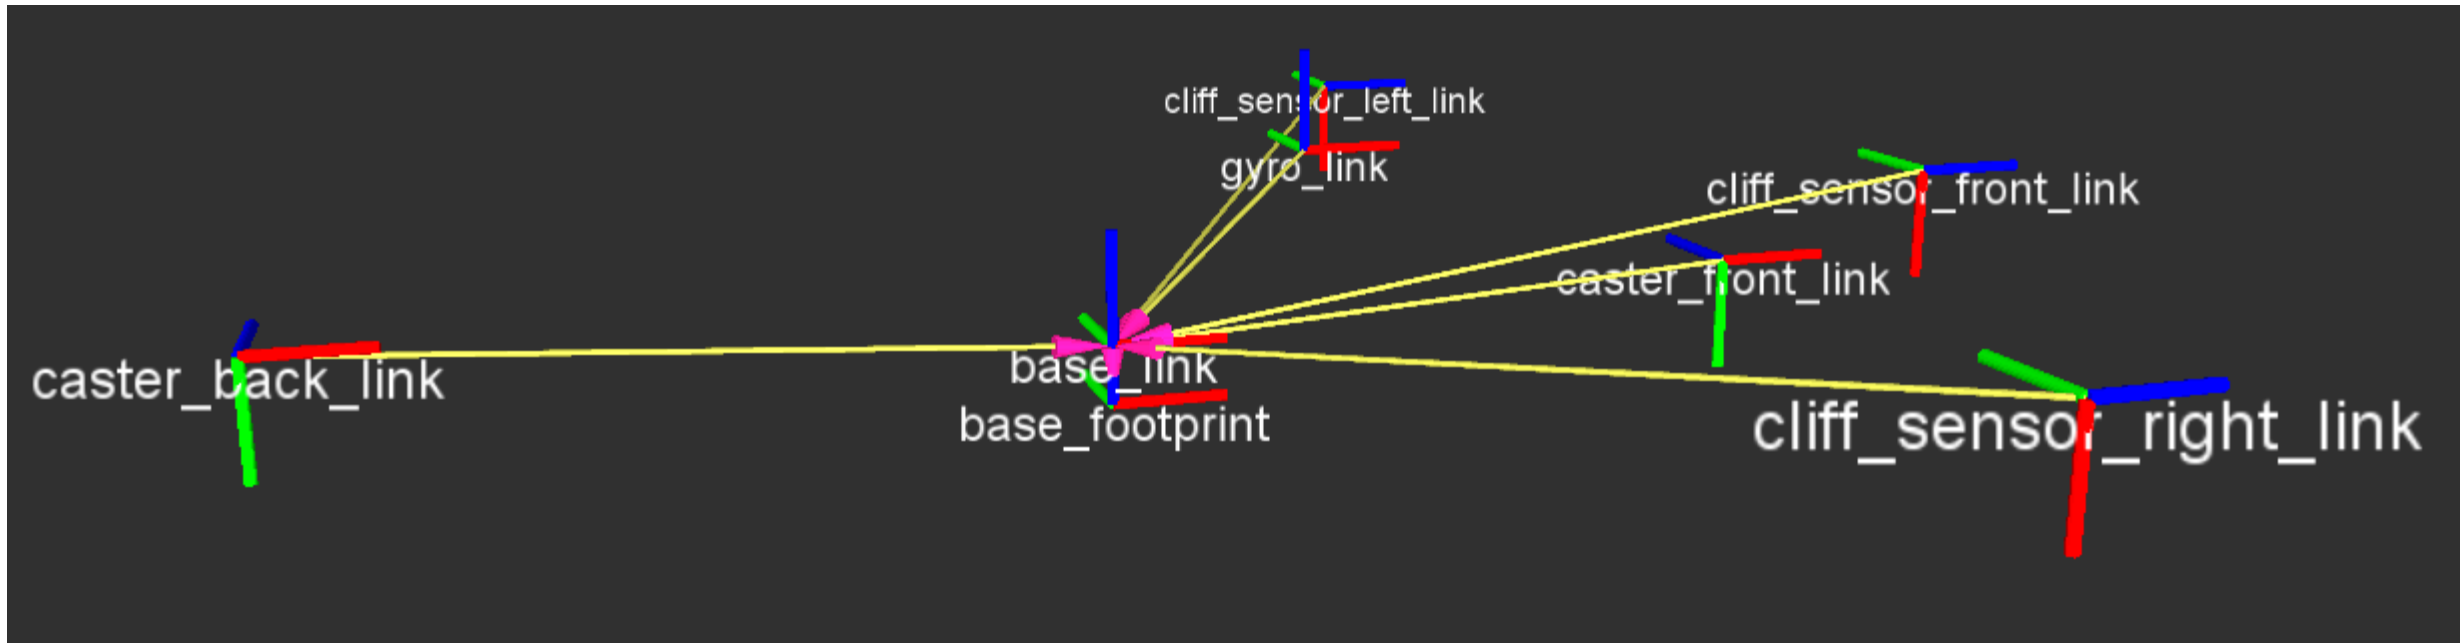 cliff_sensor_left_link
gyro_link
cliff_sensor_front_link
caster_front_link
caster_back_link
base_link
base_footprint
cliff_sensor_right_link